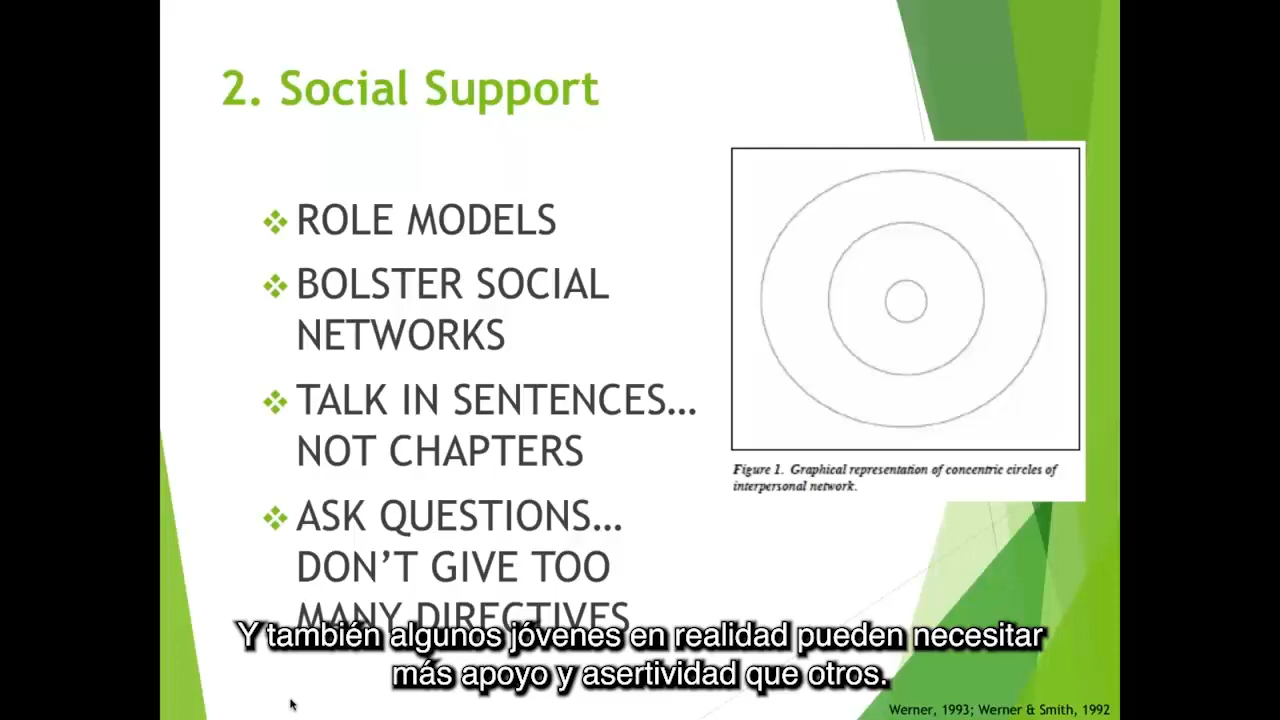 2. Social Support
ROLE MODELS
BOLSTER SOCIAL
NETWORKS
TALK IN SENTENCES…
NOT CHAPTERS
ASK QUESTIONS…
DON’T GIVE TOO
MANY DIRECTIVES
Figure 1. Graphical representation of concentric circles of
interpersonal network.
Y también algunos jóvenes en realidad pueden necesitar
más apoyo y asertividad que otros.
Werner, 1993; Werner & Smith, 1992